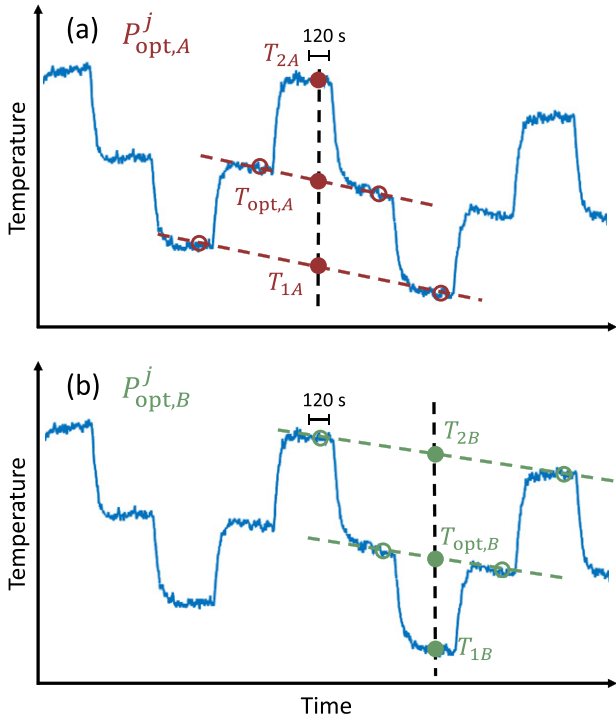 (a) P^j_opt,A
120 s
T_2A
T_opt,A
T_1A
Temperature
(b) P^j_opt,B
120 s
T_2B
T_opt,B
T_1B
Temperature
Time